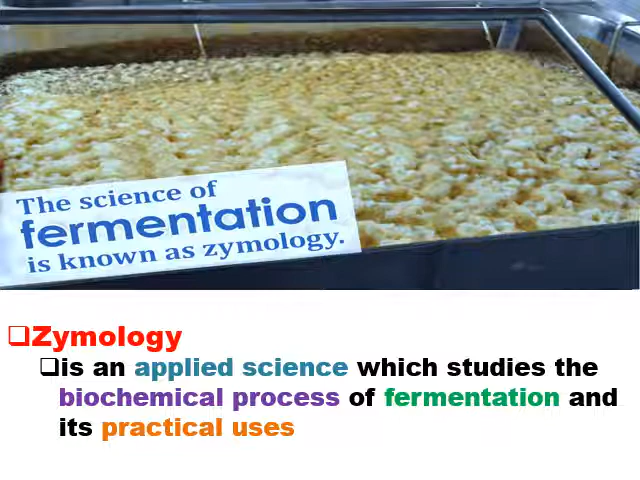 The science of
fermentation
is known as zymology.
❑Zymology
❑is an applied science which studies the
biochemical process of fermentation and
its practical uses